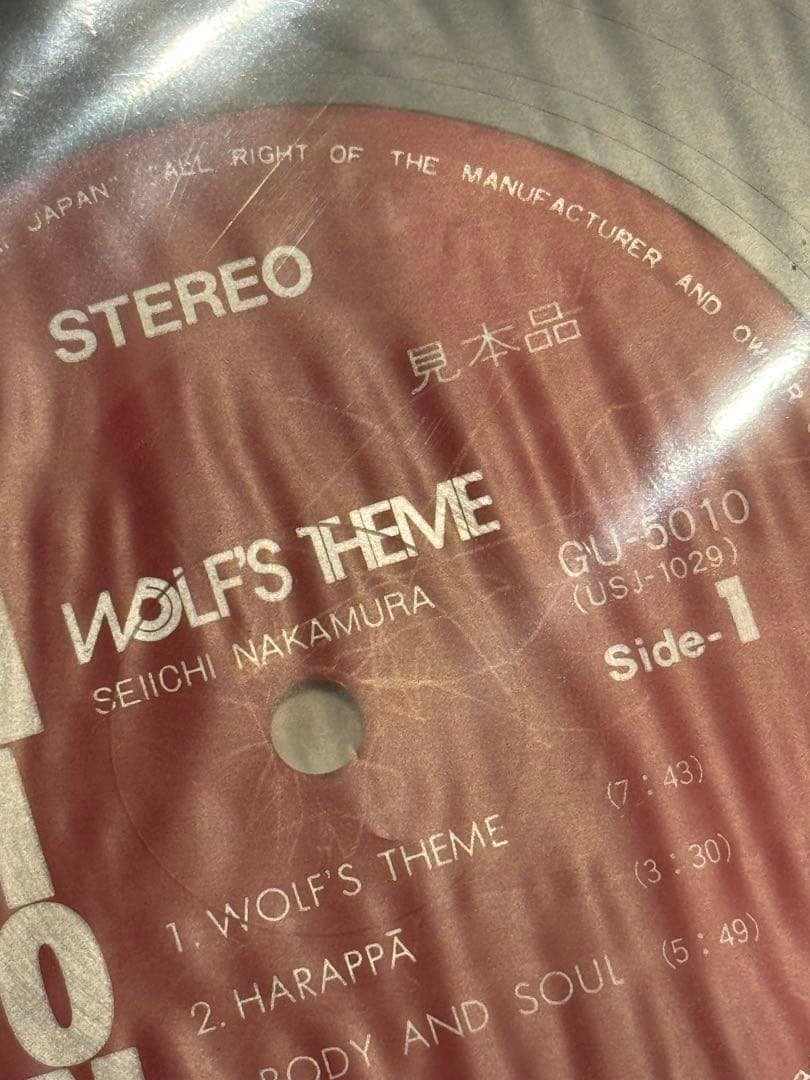 JAPAN" "ALL RIGHT OF THE MANUFACTURER AND
STEREO
見本品
WOLF'S THEME
SEIICHI NAKAMURA
GU-5010
(USJ-1029)
Side-1
1. WOLF'S THEME (7:43)
2. HARAPPĀ (3:30)
BODY AND SOUL (5:49)